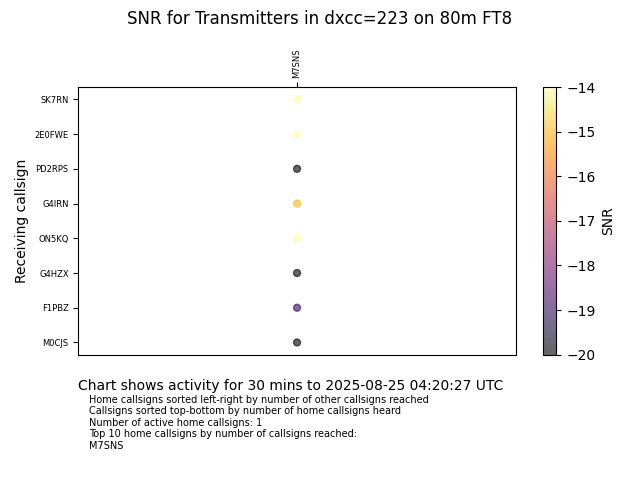 SNR for Transmitters in dxcc=223 on 80m FT8
M7SNS
SK7RN
2E0FWE
PD2RPS
G4IRN
ON5KQ
G4HZX
F1PBZ
M0CJS
Receiving callsign
−14
−15
−16
−17
−18
−19
−20
SNR
Chart shows activity for 30 mins to 2025-08-25 04:20:27 UTC
Home callsigns sorted left-right by number of other callsigns reached
Callsigns sorted top-bottom by number of home callsigns heard
Number of active home callsigns: 1
Top 10 home callsigns by number of callsigns reached:
M7SNS